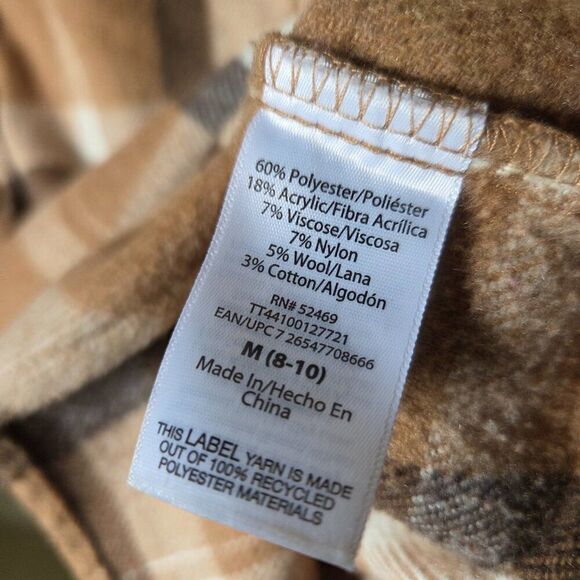 60% Polyester/Poliéster
18% Acrylic/Fibra Acrílica
7% Viscose/Viscosa
7% Nylon
5% Wool/Lana
3% Cotton/Algodón
RN# 52469
TT44100127721
EAN/UPC 7 26547708666
M (8-10)
Made In/Hecho En
China
THIS LABEL YARN IS MADE
OUT OF 100% RECYCLED
POLYESTER MATERIALS